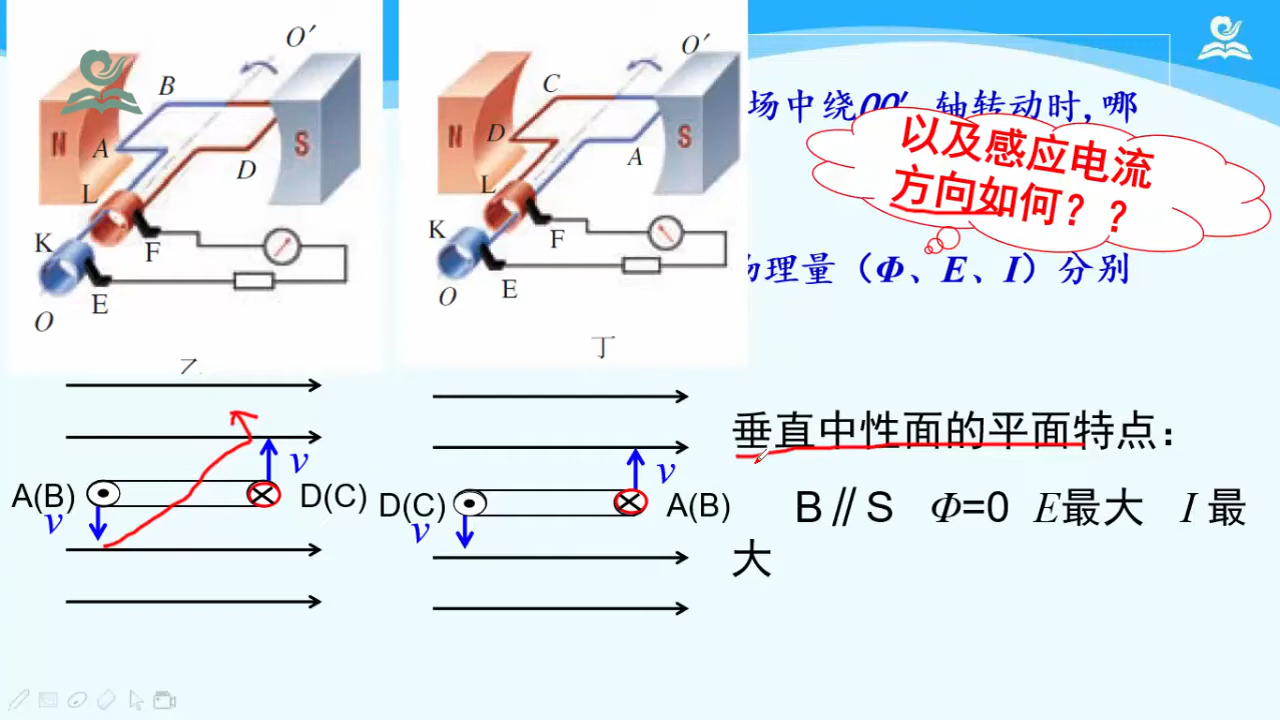 O′
B
N
A
S
D
L
K
F
E
O
乙
O′
C
N
D
S
A
L
K
F
E
O
丁
场中绕OO′ 轴转动时,哪
以及感应电流
方向如何？？
物理量（Φ、E、I）分别
A(B)
v
v
D(C)
D(C)
v
v
A(B)
垂直中性面的平面特点：
B∥S Φ=0 E最大 I 最
大